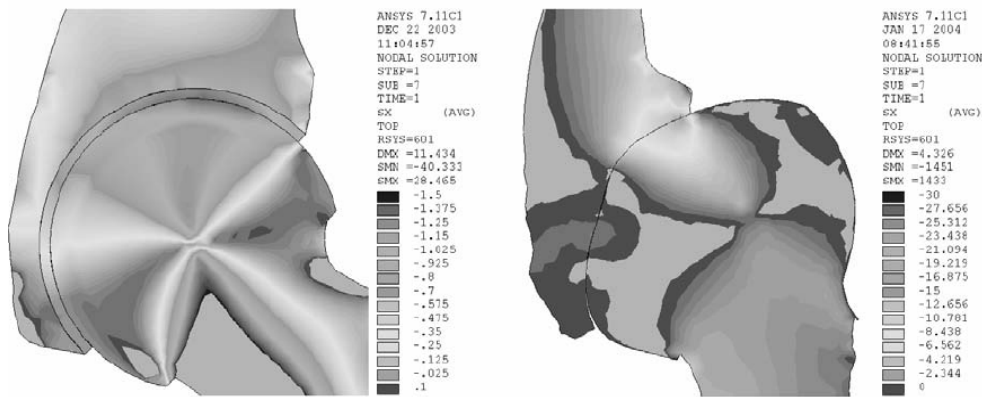 ANSYS 7.11C1
DEC 22 2003
11:04:57
NODAL SOLUTION
STEP=1
SUB =7
TIME=1
SX (AVG)
TOP
RSYS=601
DMX =11.434
SMN =-40.333
SMX =28.465
-1.5
-1.375
-1.25
-1.15
-1.025
-.925
-.8
-.7
-.575
-.475
-.35
-.25
-.125
-.025
.1
ANSYS 7.11C1
JAN 17 2004
08:41:55
NODAL SOLUTION
STEP=1
SUB =7
TIME=1
SX (AVG)
TOP
RSYS=601
DMX =4.326
SMN =-1451
SMX =1433
-30
-27.656
-25.312
-23.438
-21.094
-19.219
-16.875
-15
-12.656
-10.781
-8.438
-6.562
-4.219
-2.344
0